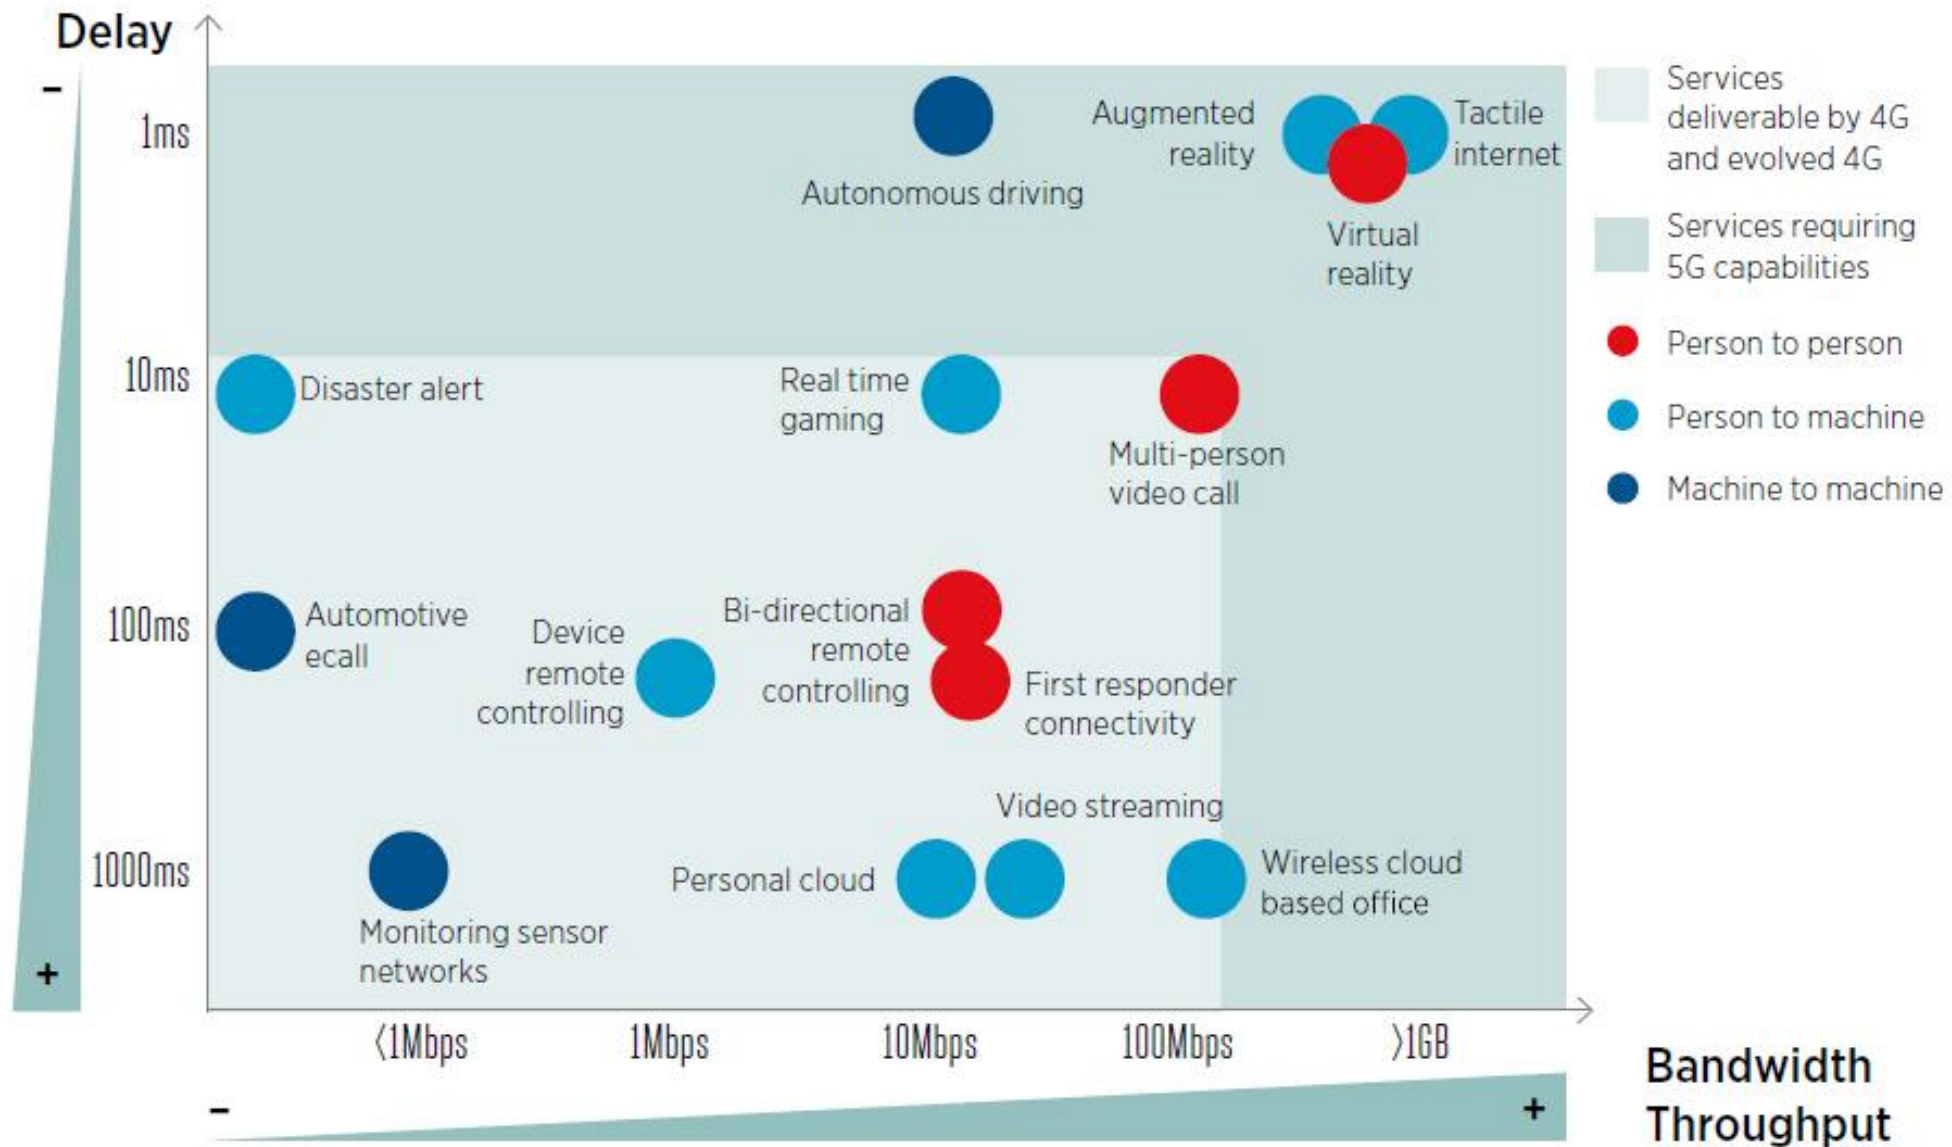 Delay
–
1ms
10ms
100ms
1000ms
+
Autonomous driving
Augmented
reality
Tactile
internet
Virtual
reality
Disaster alert
Real time
gaming
Multi-person
video call
Automotive
ecall
Device
remote
controlling
Bi-directional
remote
controlling
First responder
connectivity
Video streaming
Monitoring sensor
networks
Personal cloud
Wireless cloud
based office
<1Mbps
1Mbps
10Mbps
100Mbps
>1GB
–
+
Bandwidth
Throughput
Services
deliverable by 4G
and evolved 4G
Services requiring
5G capabilities
Person to person
Person to machine
Machine to machine